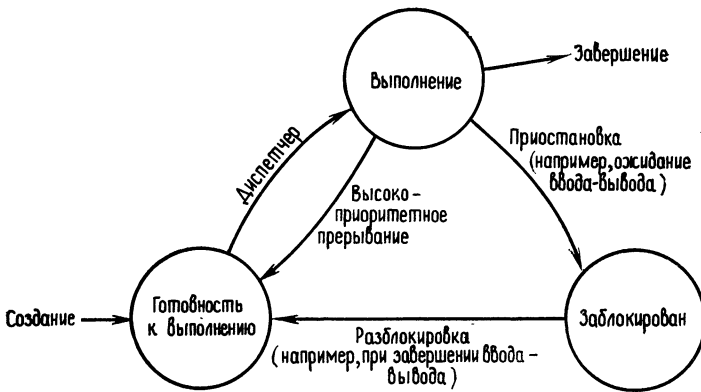 Выполнение
Завершение
Диспетчер
Высоко-
приоритетное
прерывание
Приостановка
(например, ожидание
ввода-вывода)
Создание
Готовность
к выполнению
Заблокирован
Разблокировка
(например, при завершении ввода-
вывода)